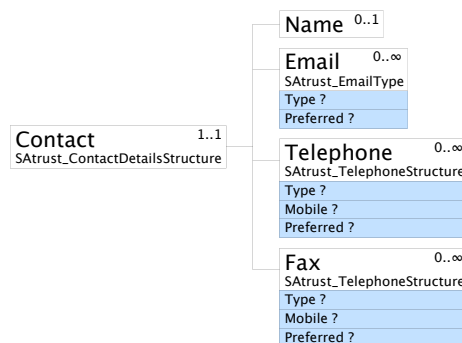 Name 0..1
Email 0..∞
SAtrust_EmailType
Type ?
Preferred ?
Contact 1..1
SAtrust_ContactDetailsStructure
Telephone 0..∞
SAtrust_TelephoneStructure
Type ?
Mobile ?
Preferred ?
Fax 0..∞
SAtrust_TelephoneStructure
Type ?
Mobile ?
Preferred ?